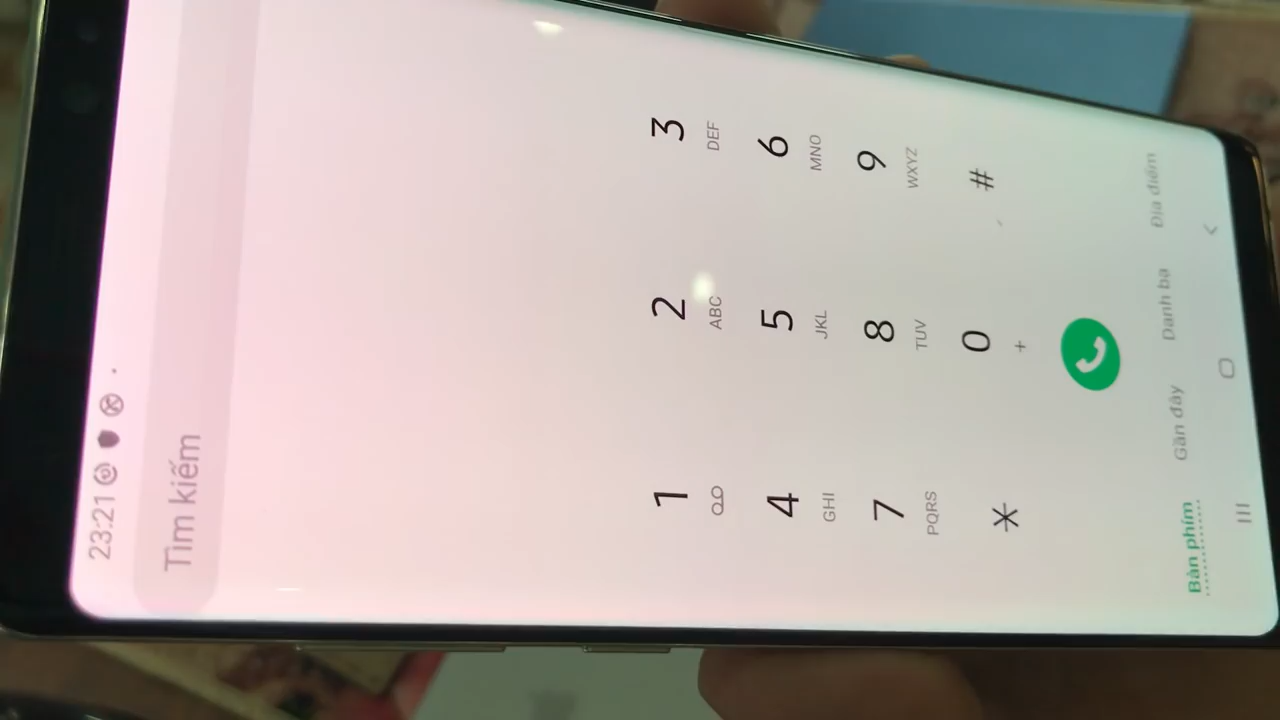 23:21
Tìm kiếm
1 2 3
ABC DEF
4 5 6
GHI JKL MNO
7 8 9
PQRS TUV WXYZ
* 0 #
+ ,
Bàn phím Gần đây Danh bạ Địa điểm